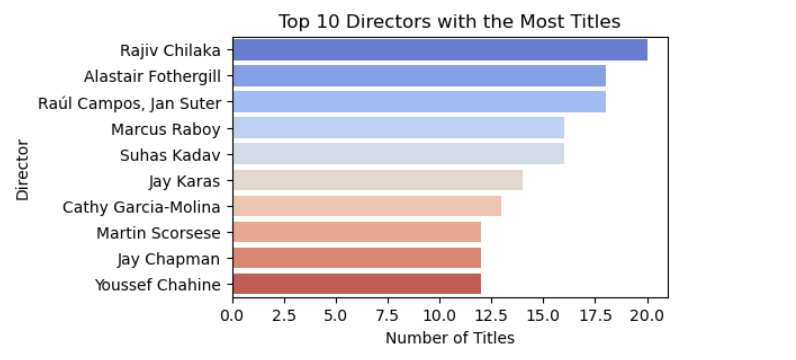 Top 10 Directors with the Most Titles
Rajiv Chilaka
Alastair Fothergill
Raúl Campos, Jan Suter
Marcus Raboy
Suhas Kadav
Jay Karas
Cathy Garcia-Molina
Martin Scorsese
Jay Chapman
Youssef Chahine
Director
0.0 2.5 5.0 7.5 10.0 12.5 15.0 17.5 20.0
Number of Titles